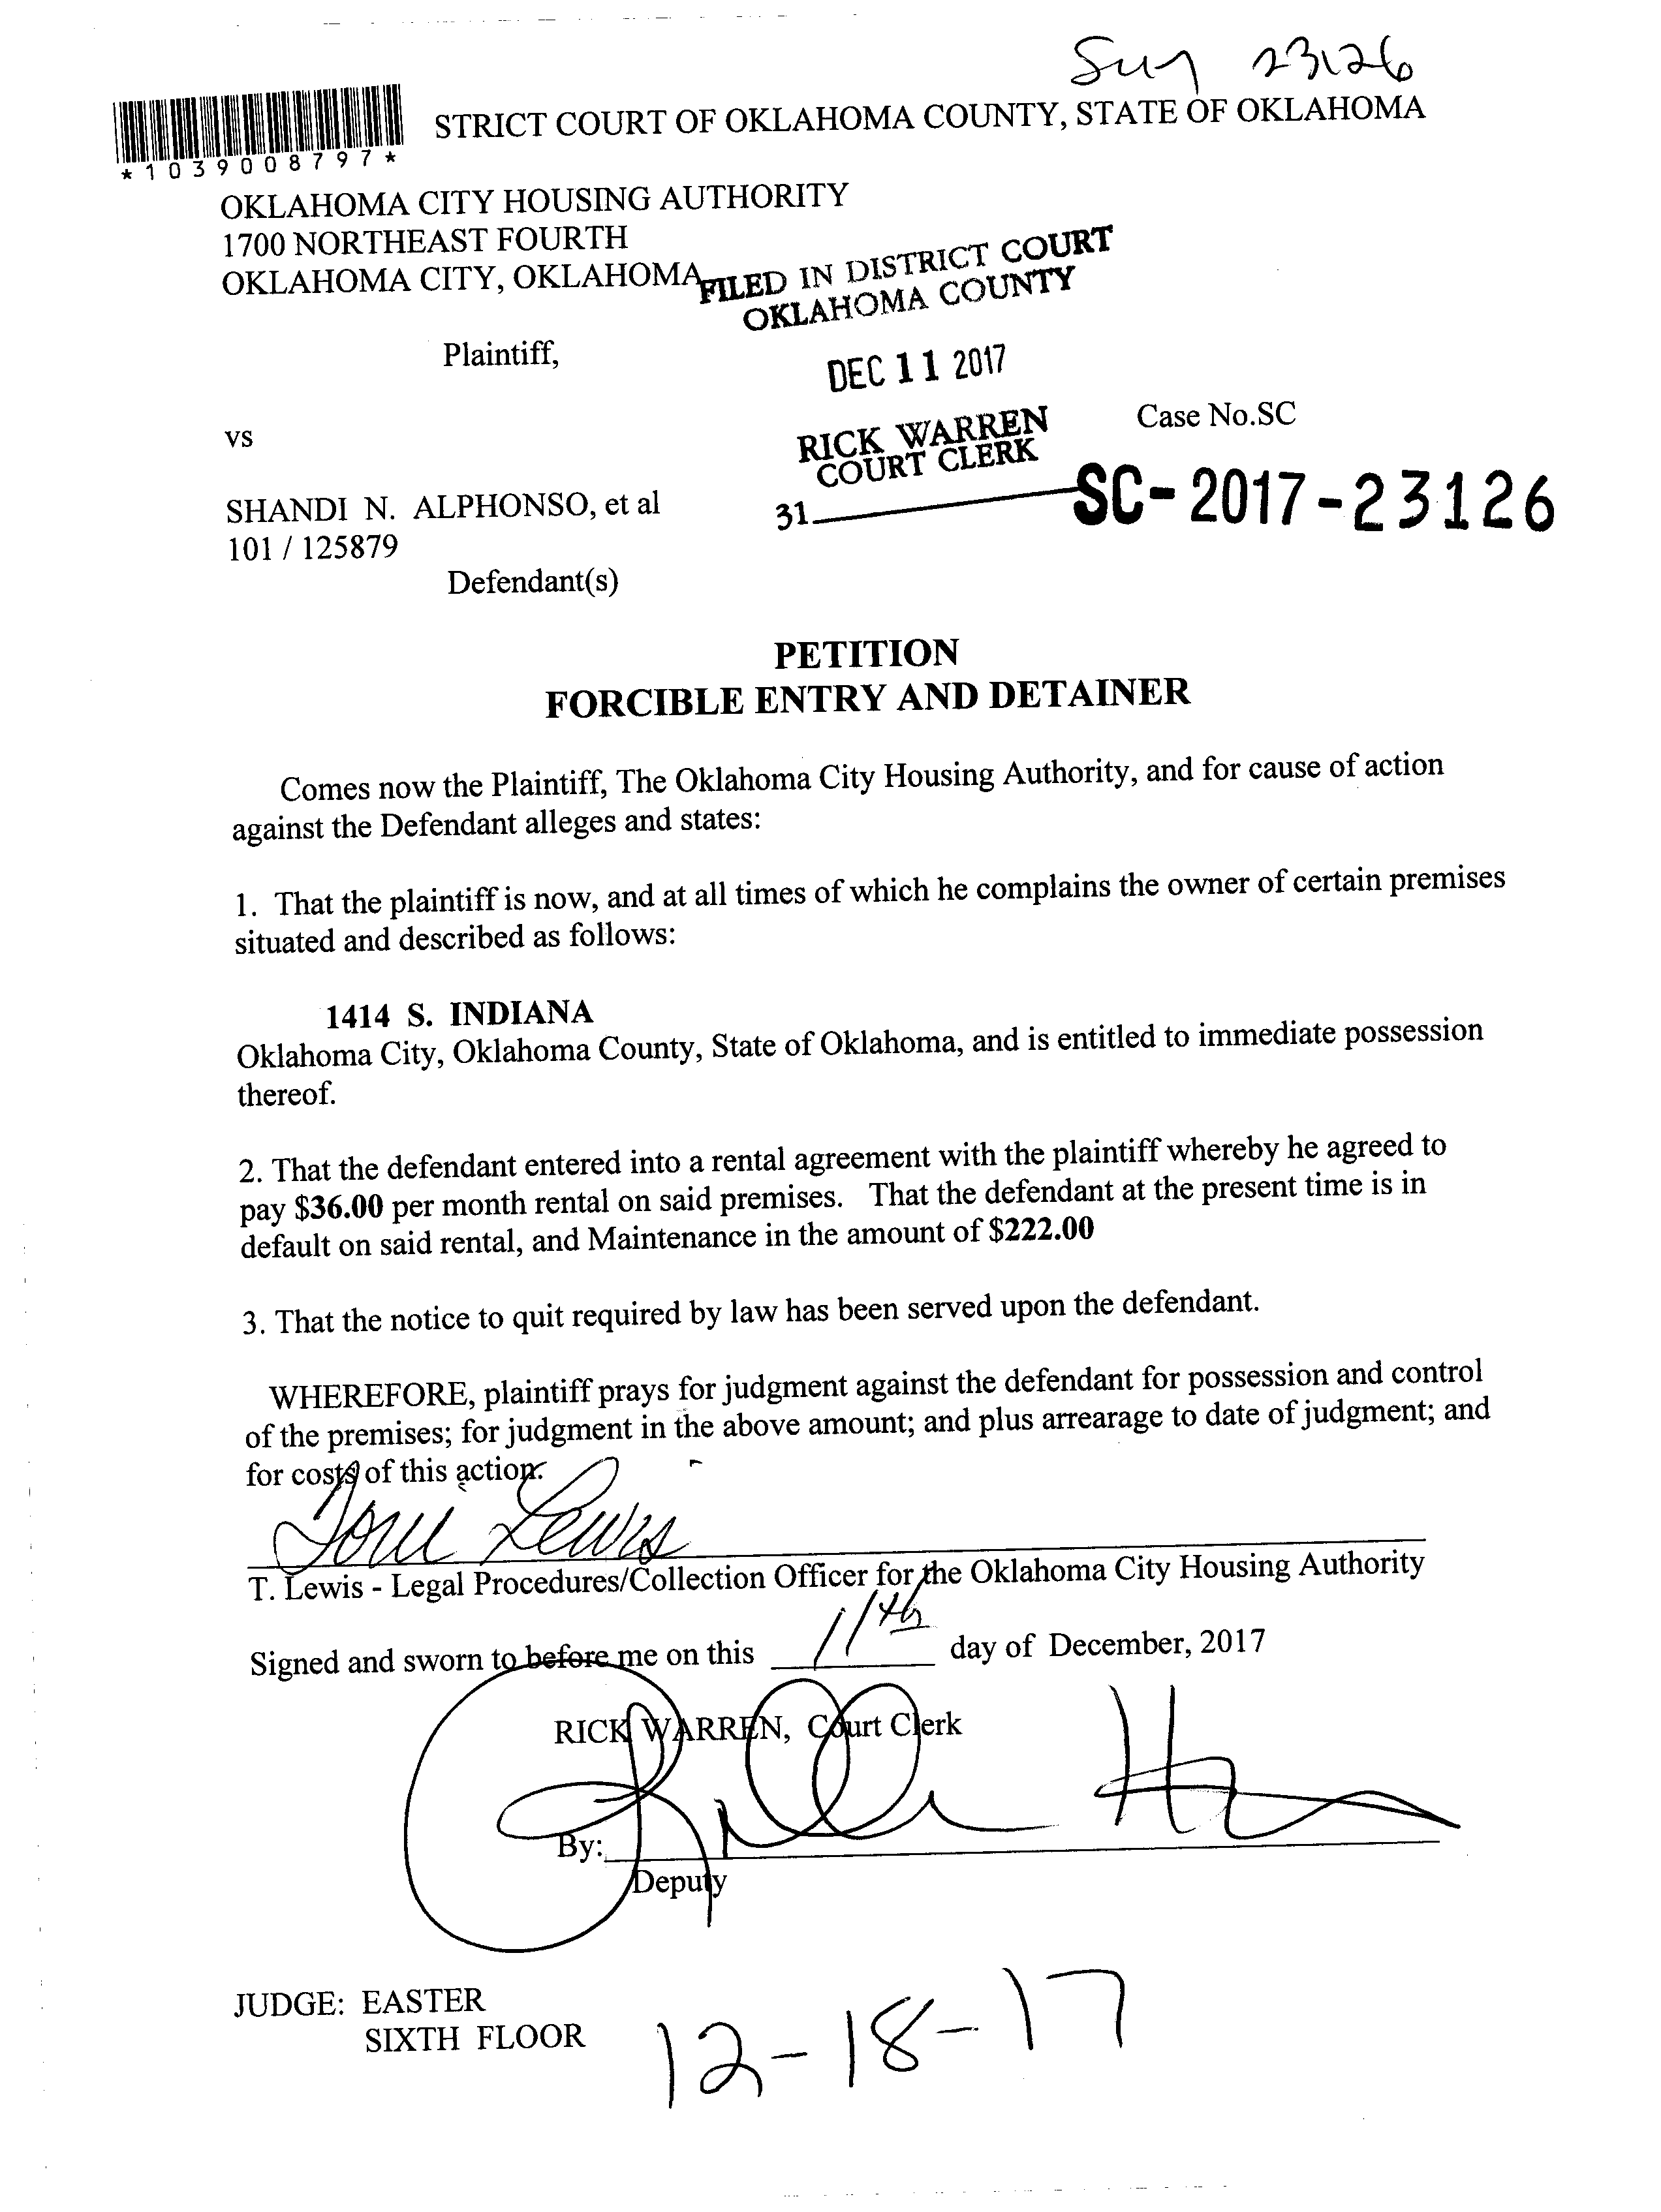 23126
*1039008797*
STRICT COURT OF OKLAHOMA COUNTY, STATE OF OKLAHOMA
OKLAHOMA CITY HOUSING AUTHORITY
1700 NORTHEAST FOURTH
OKLAHOMA CITY, OKLAHOMA
FILED IN DISTRICT COURT
OKLAHOMA COUNTY
Plaintiff,
DEC 11 2017
vs
RICK WARREN
COURT CLERK
Case No.SC
31
SC-2017-23126
SHANDI N. ALPHONSO, et al
101 / 125879
Defendant(s)
PETITION
FORCIBLE ENTRY AND DETAINER
Comes now the Plaintiff, The Oklahoma City Housing Authority, and for cause of action
against the Defendant alleges and states:
1. That the plaintiff is now, and at all times of which he complains the owner of certain premises
situated and described as follows:
1414 S. INDIANA
Oklahoma City, Oklahoma County, State of Oklahoma, and is entitled to immediate possession
thereof.
2. That the defendant entered into a rental agreement with the plaintiff whereby he agreed to
pay $36.00 per month rental on said premises. That the defendant at the present time is in
default on said rental, and Maintenance in the amount of $222.00
3. That the notice to quit required by law has been served upon the defendant.
WHEREFORE, plaintiff prays for judgment against the defendant for possession and control
of the premises; for judgment in the above amount; and plus arrearage to date of judgment; and
for costs of this action.
Lewis
T. Lewis - Legal Procedures/Collection Officer for the Oklahoma City Housing Authority
Signed and sworn to before me on this 11th day of December, 2017
RICK WARREN, Court Clerk
By:
Deputy
JUDGE: EASTER
SIXTH FLOOR
12-18-17